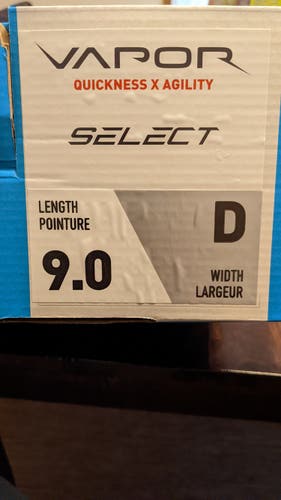 VAPOR
QUICKNESS X AGILITY
SELECT
LENGTH
POINTURE
9.0
D
WIDTH
LARGEUR